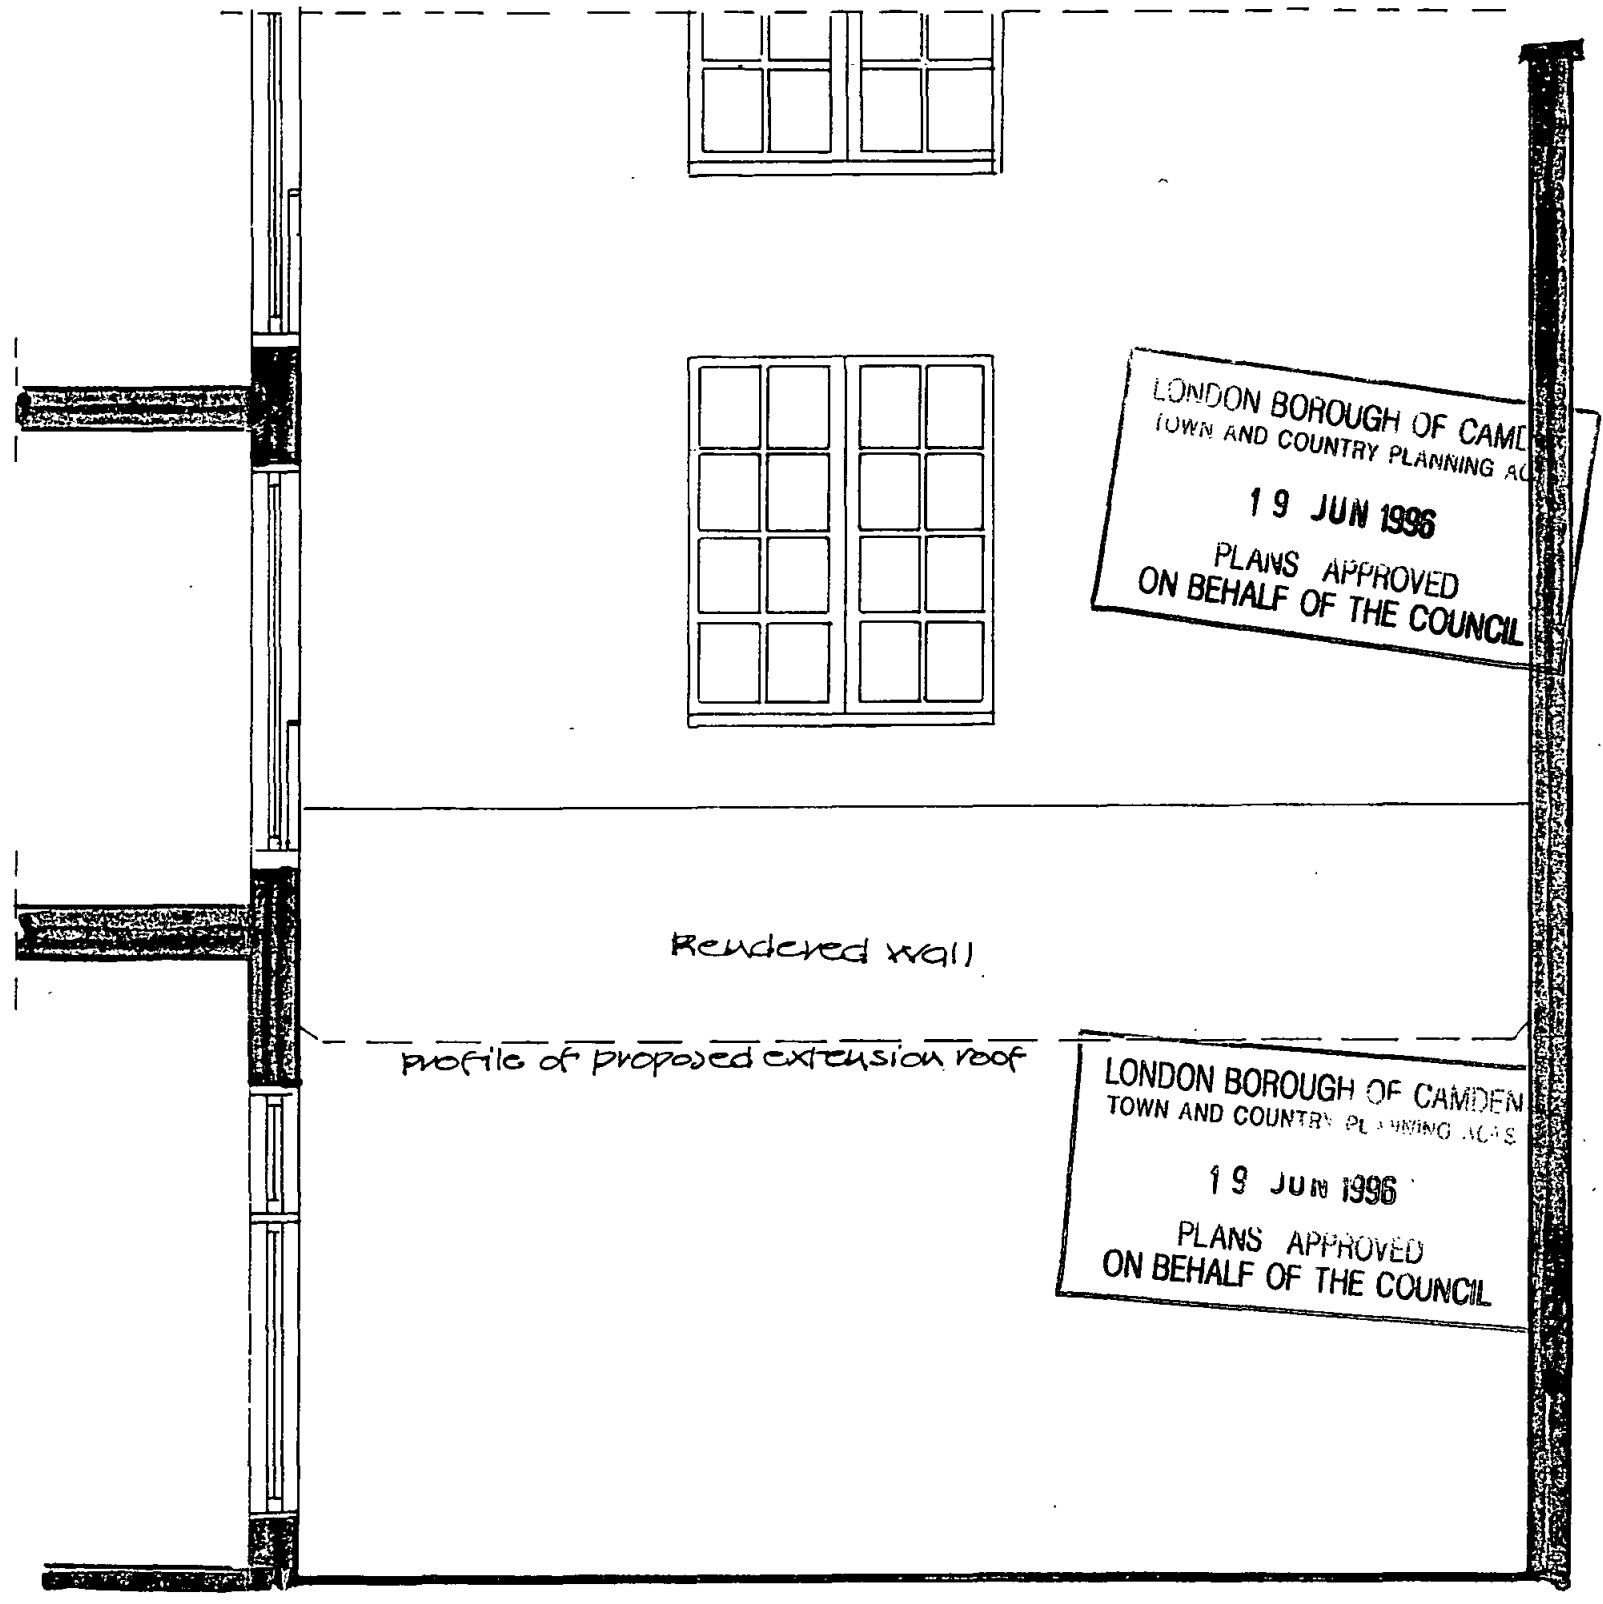 LONDON BOROUGH OF CAMD
TOWN AND COUNTRY PLANNING AC
19 JUN 1996
PLANS APPROVED
ON BEHALF OF THE COUNCIL
Rendered wall
profile of proposed extension roof
LONDON BOROUGH OF CAMDEN
TOWN AND COUNTRY PLANNING ACTS
19 JUN 1996
PLANS APPROVED
ON BEHALF OF THE COUNCIL